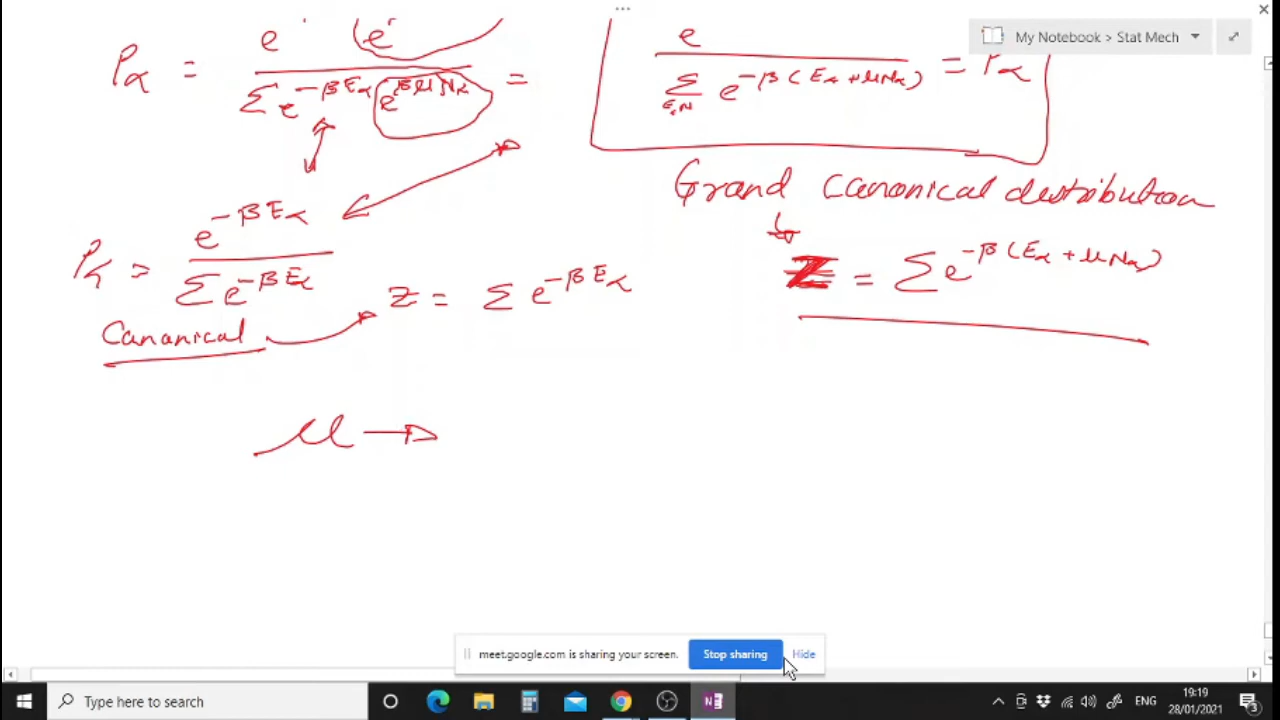 My Notebook > Stat Mech
Pα = e (e
Σ e^-βEα e^βμNα =
e
Σ E,N e^-β(Eα+μNα) = Pα
Grand Canonical distribution
Pα = e^-βEα
Σ e^-βEα
Z = Σ e^-βEα
Z = Σ e^-β(Eα+μNα)
Canonical
μ →
meet.google.com is sharing your screen. Stop sharing Hide
Type here to search
ENG
19:19
28/01/2021
3